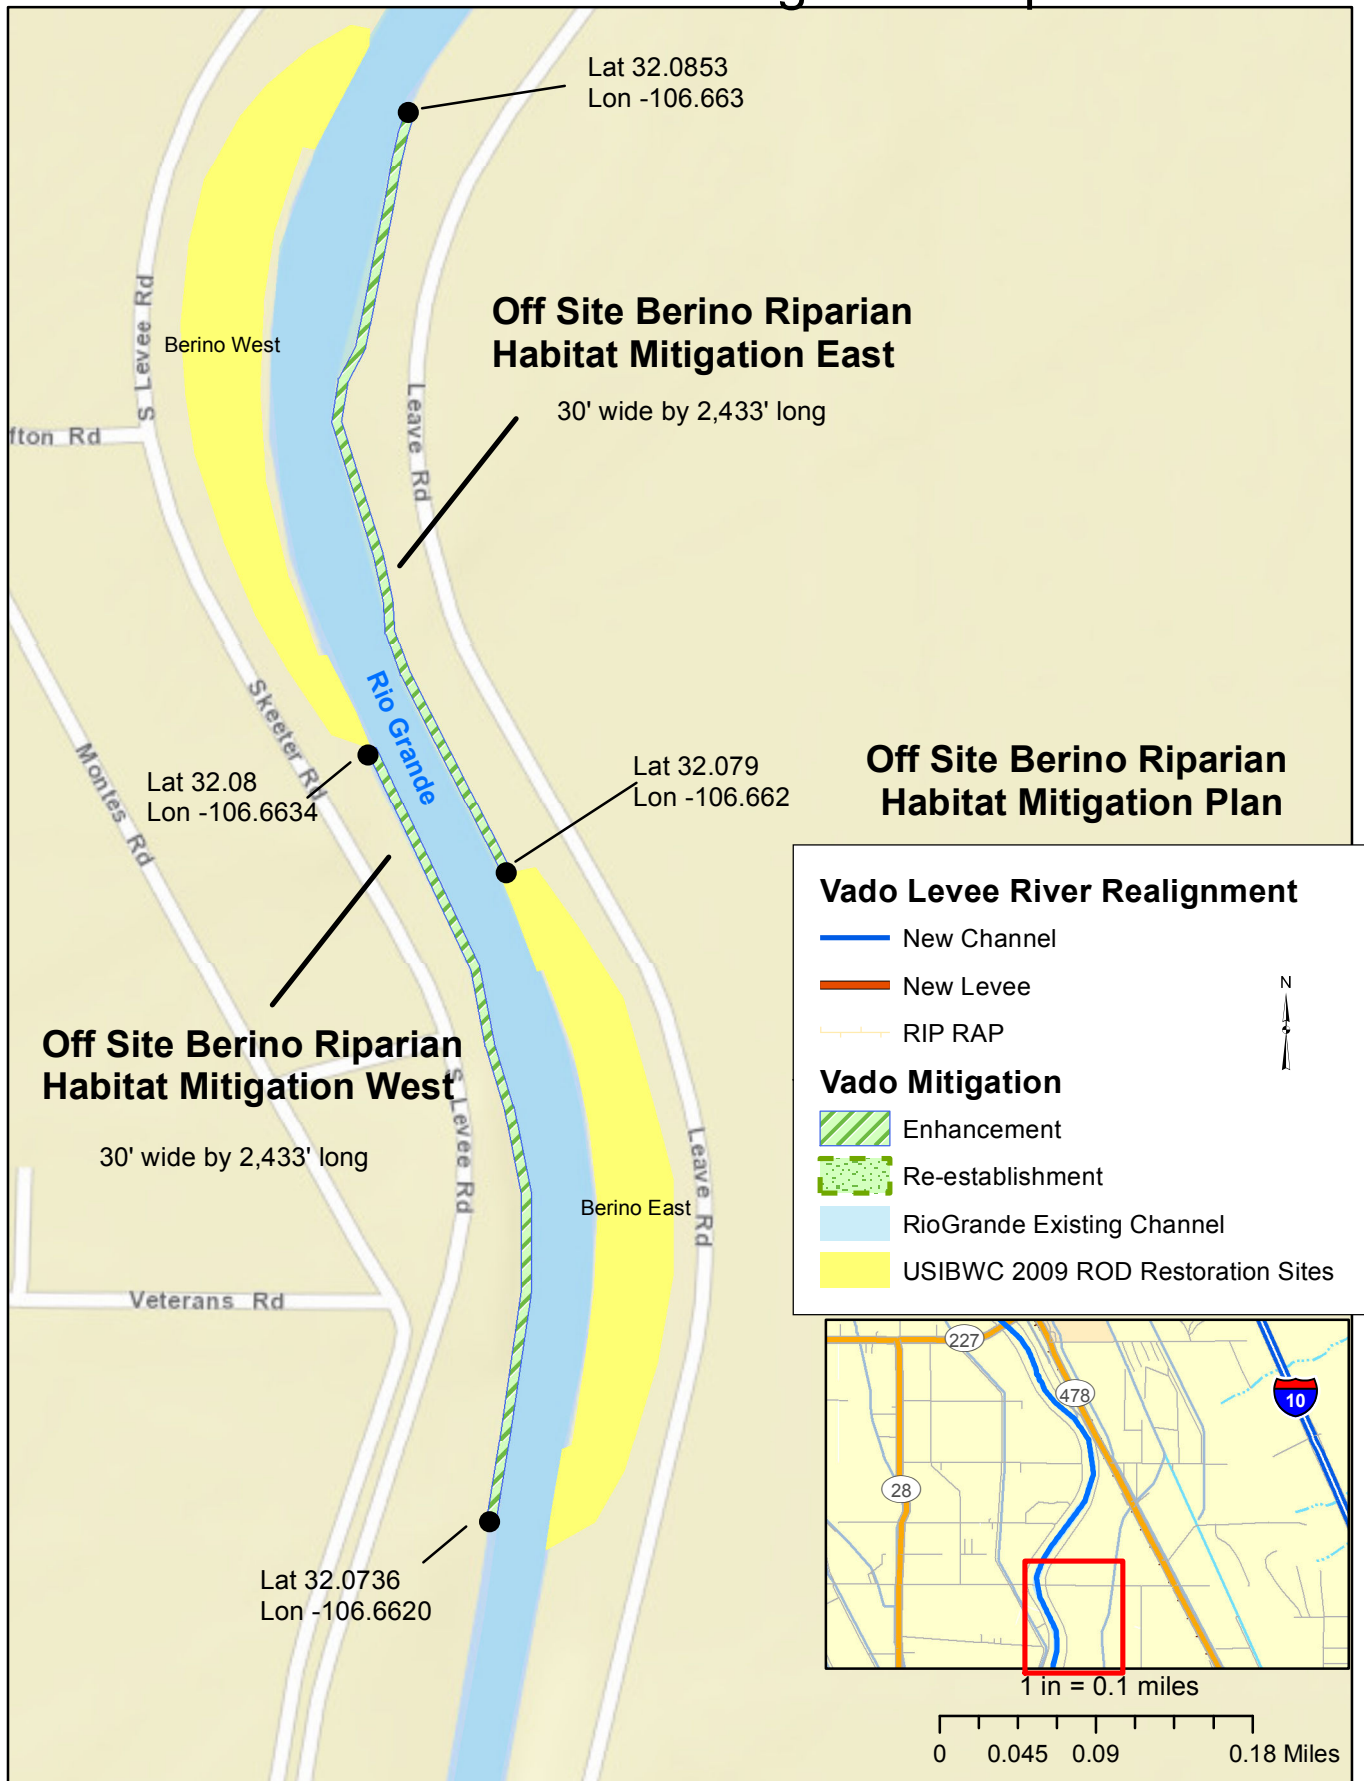 Lat 32.0853
Lon -106.663
Off Site Berino Riparian
Habitat Mitigation East
30' wide by 2,433' long
S Levee Rd
Berino West
Leave Rd
fton Rd
Rio Grande
Skeeter Rd
Montes Rd
Lat 32.08
Lon -106.6634
Lat 32.079
Lon -106.662
Off Site Berino Riparian
Habitat Mitigation Plan
Vado Levee River Realignment
New Channel
New Levee
RIP RAP
N
Vado Mitigation
Enhancement
Re-establishment
RioGrande Existing Channel
USIBWC 2009 ROD Restoration Sites
Off Site Berino Riparian
Habitat Mitigation West
30' wide by 2,433' long
S Levee Rd
Leave Rd
Berino East
Veterans Rd
227
478
10
28
Lat 32.0736
Lon -106.6620
1 in = 0.1 miles
0 0.045 0.09 0.18 Miles